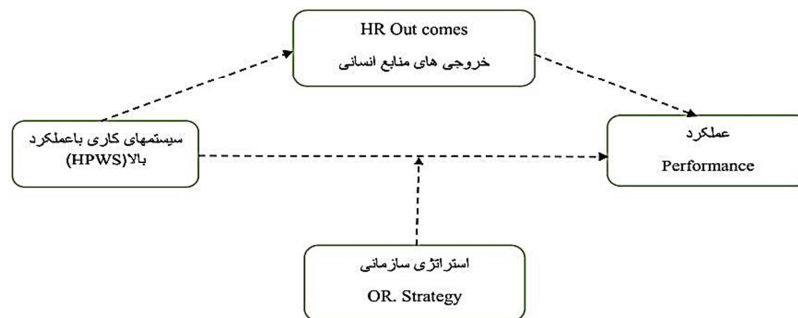 HR Out comes
خروجی های منابع انسانی
سیستمهای کاری باعملکرد
بالا(HPWS)
عملکرد
Performance
استراتژی سازمانی
OR. Strategy